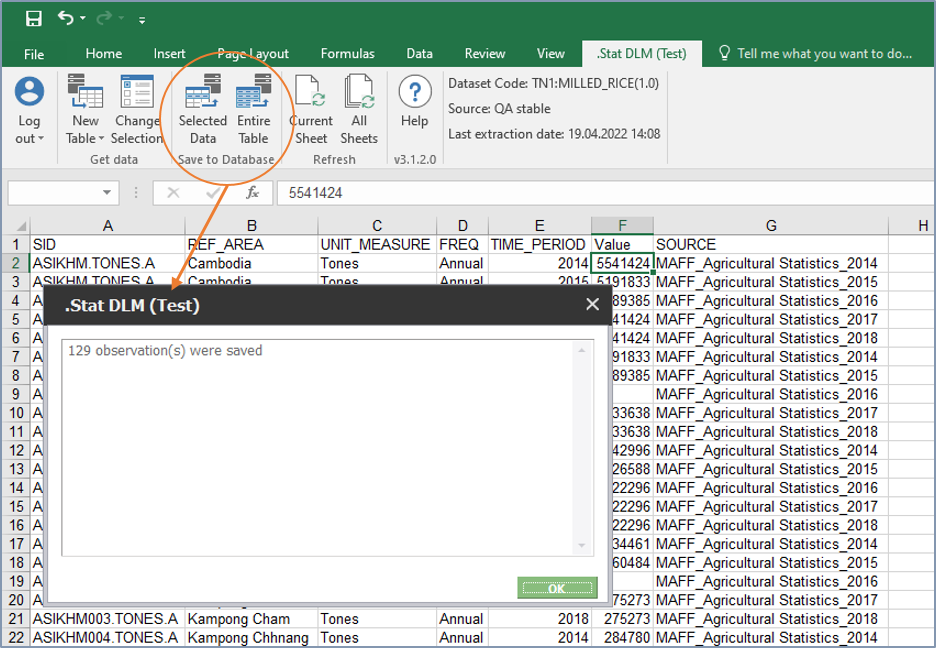 File Home Insert Page Layout Formulas Data Review View .Stat DLM (Test) Tell me what you want to do...
Log out
New Table
Change Selection
Get data
Selected Data
Entire Table
Save to Database
Current Sheet
All Sheets
Refresh
Help
v3.1.2.0
Dataset Code: TN1:MILLED_RICE(1.0)
Source: QA stable
Last extraction date: 19.04.2022 14:08
fx 5541424
A B C D E F G H
1 SID REF_AREA UNIT_MEASURE FREQ TIME_PERIOD Value SOURCE
2 ASIKHM.TONES.A Cambodia Tones Annual 2014 5541424 MAFF_Agricultural Statistics_2014
3 ASIKHM.TONES.A Cambodia Tones Annual 2015 5191833 MAFF_Agricultural Statistics_2015
.Stat DLM (Test)
129 observation(s) were saved
OK
4 A 89385 MAFF_Agricultural Statistics_2016
5 A 41424 MAFF_Agricultural Statistics_2017
6 A 41424 MAFF_Agricultural Statistics_2018
7 A 91833 MAFF_Agricultural Statistics_2014
8 A 89385 MAFF_Agricultural Statistics_2015
9 A MAFF_Agricultural Statistics_2016
10 A 33638 MAFF_Agricultural Statistics_2017
11 A 33638 MAFF_Agricultural Statistics_2018
12 A 42996 MAFF_Agricultural Statistics_2014
13 A 26588 MAFF_Agricultural Statistics_2015
14 A 22296 MAFF_Agricultural Statistics_2016
15 A 22296 MAFF_Agricultural Statistics_2017
16 A 22296 MAFF_Agricultural Statistics_2018
17 A 34461 MAFF_Agricultural Statistics_2014
18 A 60484 MAFF_Agricultural Statistics_2015
19 A MAFF_Agricultural Statistics_2016
20 A 75273 MAFF_Agricultural Statistics_2017
21 ASIKHM003.TONES.A Kampong Cham Tones Annual 2018 275273 MAFF_Agricultural Statistics_2018
22 ASIKHM004.TONES.A Kampong Chhnang Tones Annual 2014 284780 MAFF_Agricultural Statistics_2014